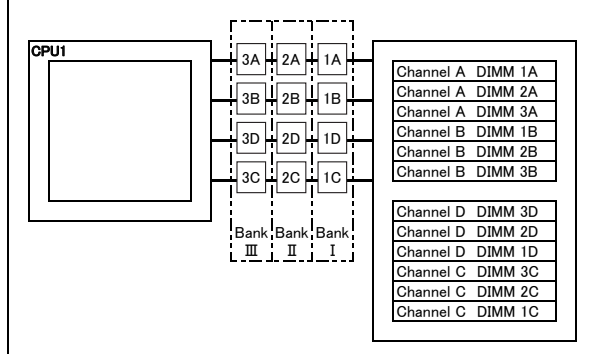 CPU1
3A 2A 1A
3B 2B 1B
3D 2D 1D
3C 2C 1C
Bank Bank Bank
Ⅲ Ⅱ Ⅰ
Channel A DIMM 1A
Channel A DIMM 2A
Channel A DIMM 3A
Channel B DIMM 1B
Channel B DIMM 2B
Channel B DIMM 3B
Channel D DIMM 3D
Channel D DIMM 2D
Channel D DIMM 1D
Channel C DIMM 3C
Channel C DIMM 2C
Channel C DIMM 1C